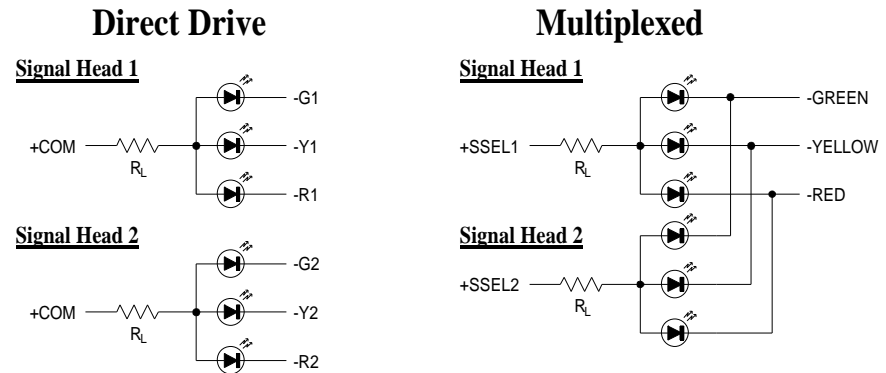 Direct Drive
Signal Head 1
+COM
RL
-G1
-Y1
-R1
Signal Head 2
+COM
RL
-G2
-Y2
-R2
Multiplexed
Signal Head 1
+SSEL1
RL
-GREEN
-YELLOW
-RED
Signal Head 2
+SSEL2
RL